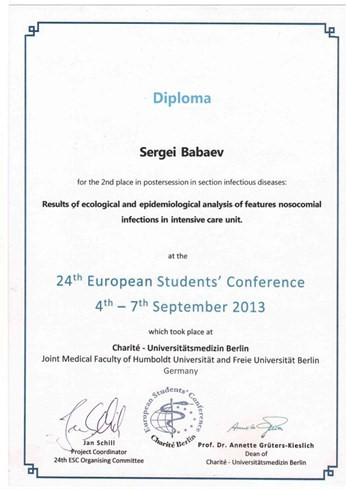 Diploma
Sergei Babaev
for the 2nd place in postersession in section infectious diseases:
Results of ecological and epidemiological analysis of features nosocomial
infections in intensive care unit.
at the
24th European Students' Conference
4th – 7th September 2013
which took place at
Charité - Universitätsmedizin Berlin
Joint Medical Faculty of Humboldt Universität and Freie Universität Berlin
Germany
European Students' Conference
Charité Berlin
Jan Schill
Project Coordinator
24th ESC Organising Committee
Prof. Dr. Annette Grüters-Kieslich
Dean of
Charité - Universitätsmedizin Berlin